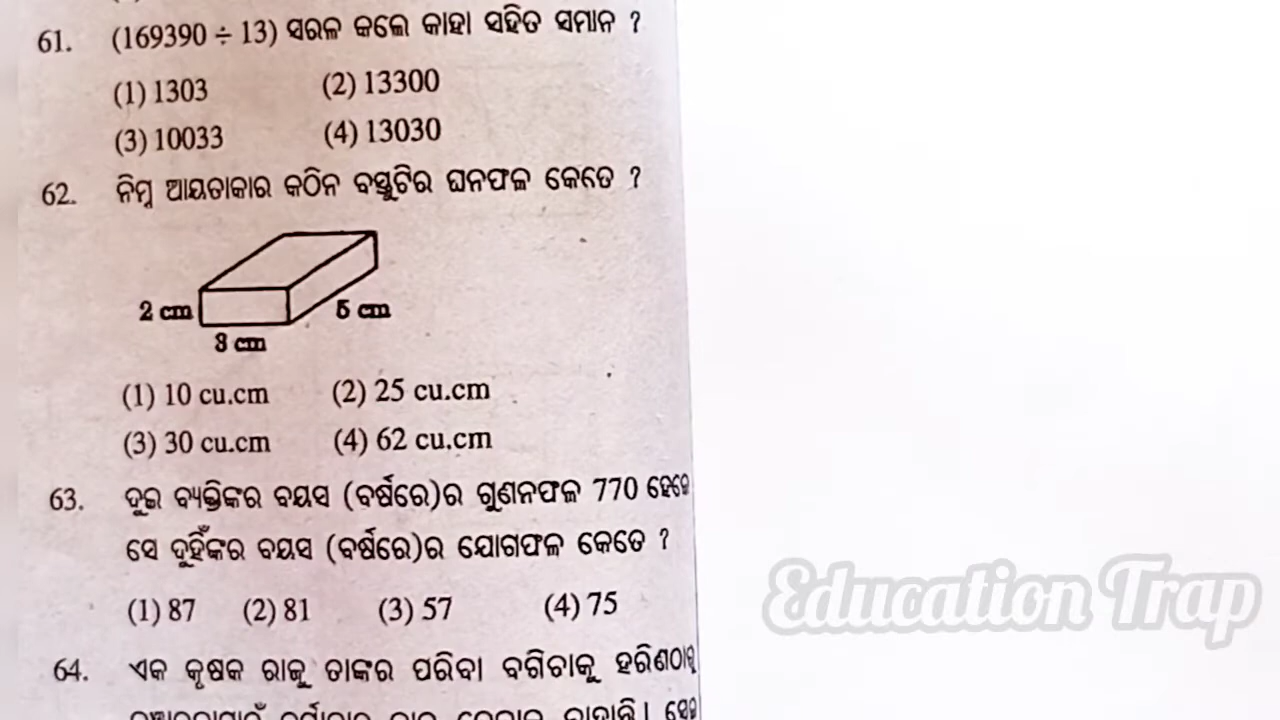 61. (169390 ÷ 13) ସରଳ କଲେ କାହା ସହିତ ସମାନ ?
(1) 1303 (2) 13300
(3) 10033 (4) 13030
62. ନିମ୍ନ ଆୟତାକାର କଠିନ ବସ୍ତୁଟିର ଘନଫଳ କେତେ ?
2 cm 5 cm
3 cm
(1) 10 cu.cm (2) 25 cu.cm
(3) 30 cu.cm (4) 62 cu.cm
63. ଦୁଇ ବ୍ୟକ୍ତିଙ୍କର ବୟସ (ବର୍ଷରେ)ର ଗୁଣନଫଳ 770 ହେଲେ
ସେ ଦୁହିଁଙ୍କର ବୟସ (ବର୍ଷରେ)ର ଯୋଗଫଳ କେତେ ?
(1) 87 (2) 81 (3) 57 (4) 75
Education Trap
64. ଏକ କୃଷକ ରାଜୁ ତାଙ୍କର ପରିବା ବଗିଚାକୁ ହରିଣଠାରୁ